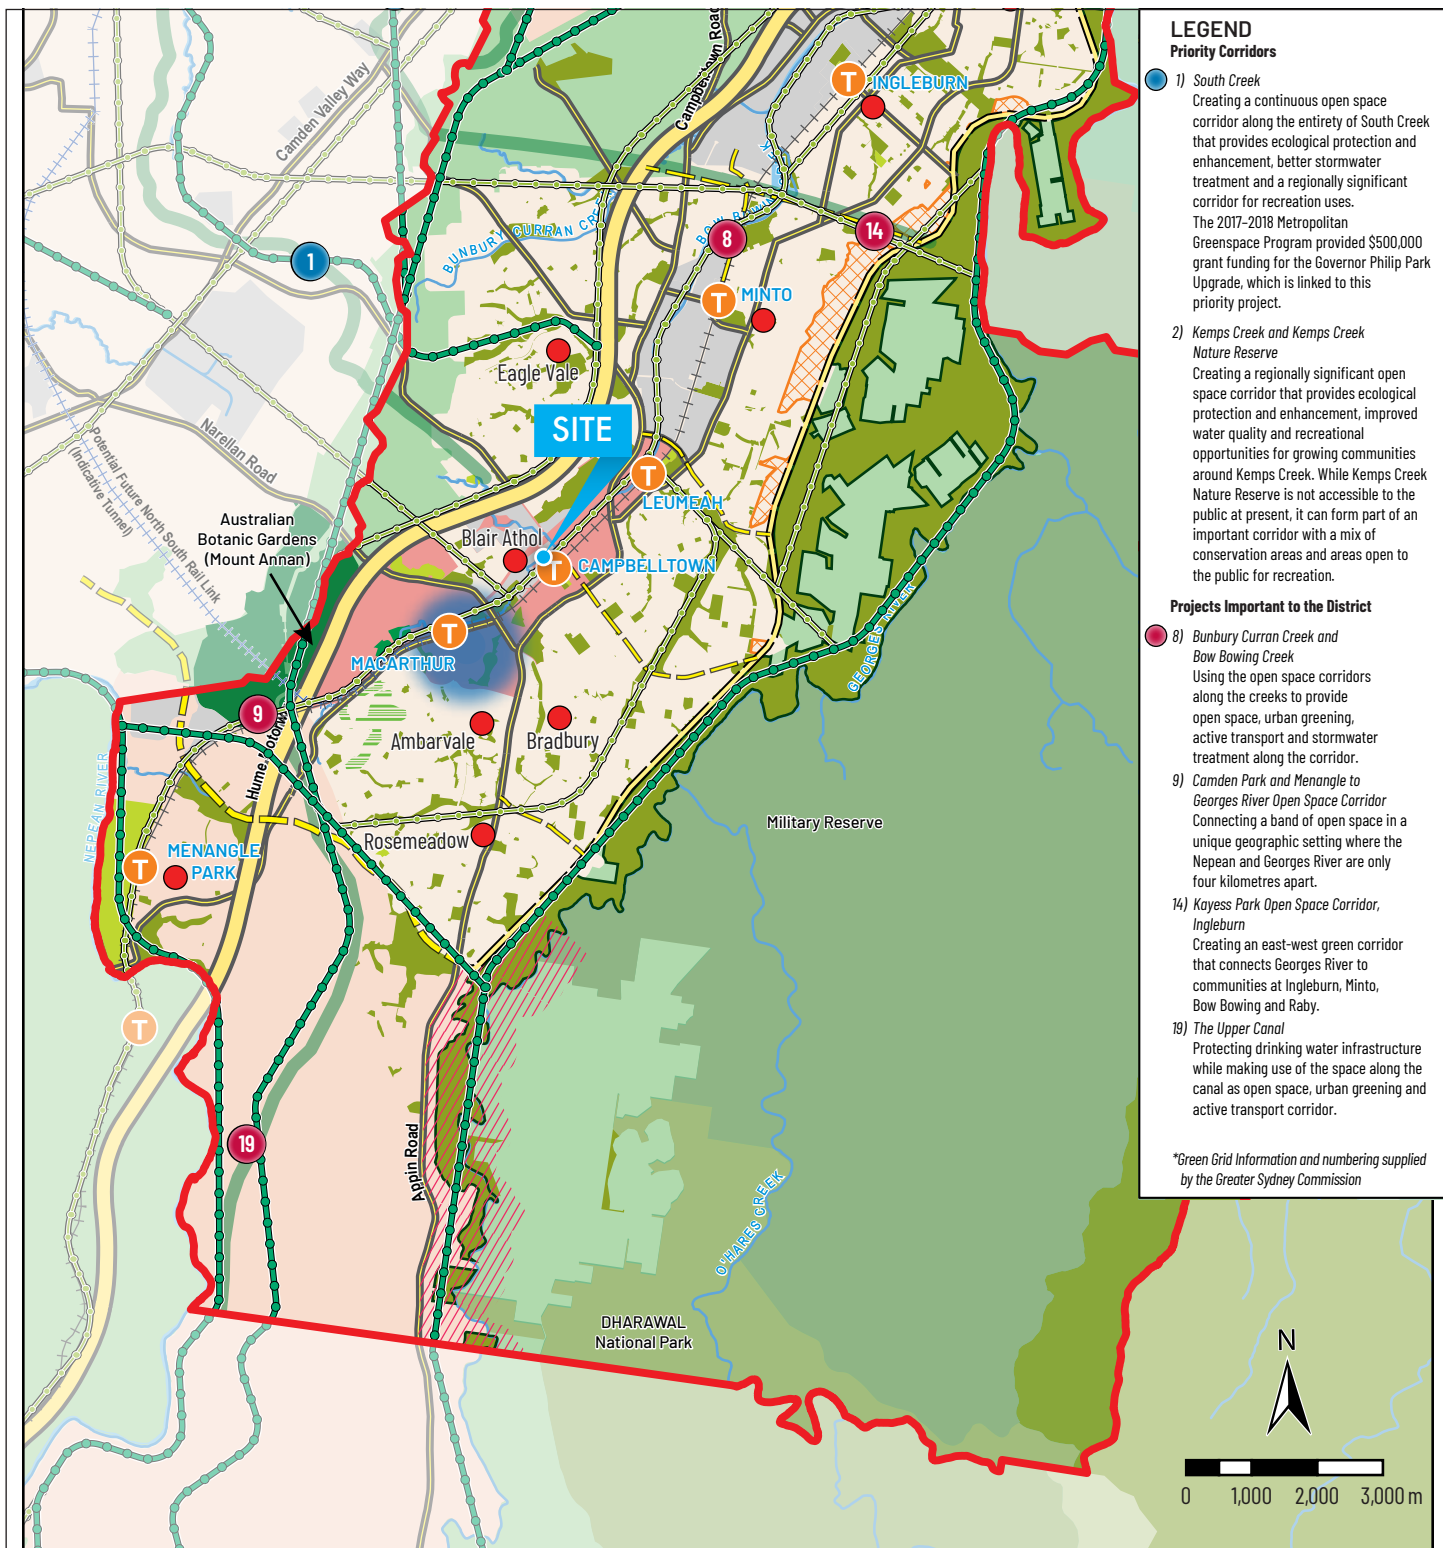 Camden Valley Way
Campbelltown Road
INGLEBURN
T
BUNBURY CURRAN CREEK
BOW BOWING
1
8
14
T
MINTO
Eagle Vale
SITE
Narellan Road
Potential Future North South Rail Link
(Indicative Tunnel)
T
LEUMEAH
Australian
Botanic Gardens
(Mount Annan)
Blair Athol
T
CAMPBELLTOWN
T
MACARTHUR
GEORGES RIVER
9
Hume Motorway
Ambarvale
Bradbury
NEPEAN RIVER
Rosemeadow
Military Reserve
T
MENANGLE
PARK
T
19
Appin Road
O'HARES CREEK
DHARAWAL
National Park
LEGEND
Priority Corridors
1) South Creek
Creating a continuous open space
corridor along the entirety of South Creek
that provides ecological protection and
enhancement, better stormwater
treatment and a regionally significant
corridor for recreation uses.
The 2017–2018 Metropolitan
Greenspace Program provided $500,000
grant funding for the Governor Philip Park
Upgrade, which is linked to this
priority project.
2) Kemps Creek and Kemps Creek
Nature Reserve
Creating a regionally significant open
space corridor that provides ecological
protection and enhancement, improved
water quality and recreational
opportunities for growing communities
around Kemps Creek. While Kemps Creek
Nature Reserve is not accessible to the
public at present, it can form part of an
important corridor with a mix of
conservation areas and areas open to
the public for recreation.
Projects Important to the District
8) Bunbury Curran Creek and
Bow Bowing Creek
Using the open space corridors
along the creeks to provide
open space, urban greening,
active transport and stormwater
treatment along the corridor.
9) Camden Park and Menangle to
Georges River Open Space Corridor
Connecting a band of open space in a
unique geographic setting where the
Nepean and Georges River are only
four kilometres apart.
14) Kayess Park Open Space Corridor,
Ingleburn
Creating an east-west green corridor
that connects Georges River to
communities at Ingleburn, Minto,
Bow Bowing and Raby.
19) The Upper Canal
Protecting drinking water infrastructure
while making use of the space along the
canal as open space, urban greening and
active transport corridor.
*Green Grid Information and numbering supplied
by the Greater Sydney Commission
N
0 1,000 2,000 3,000 m